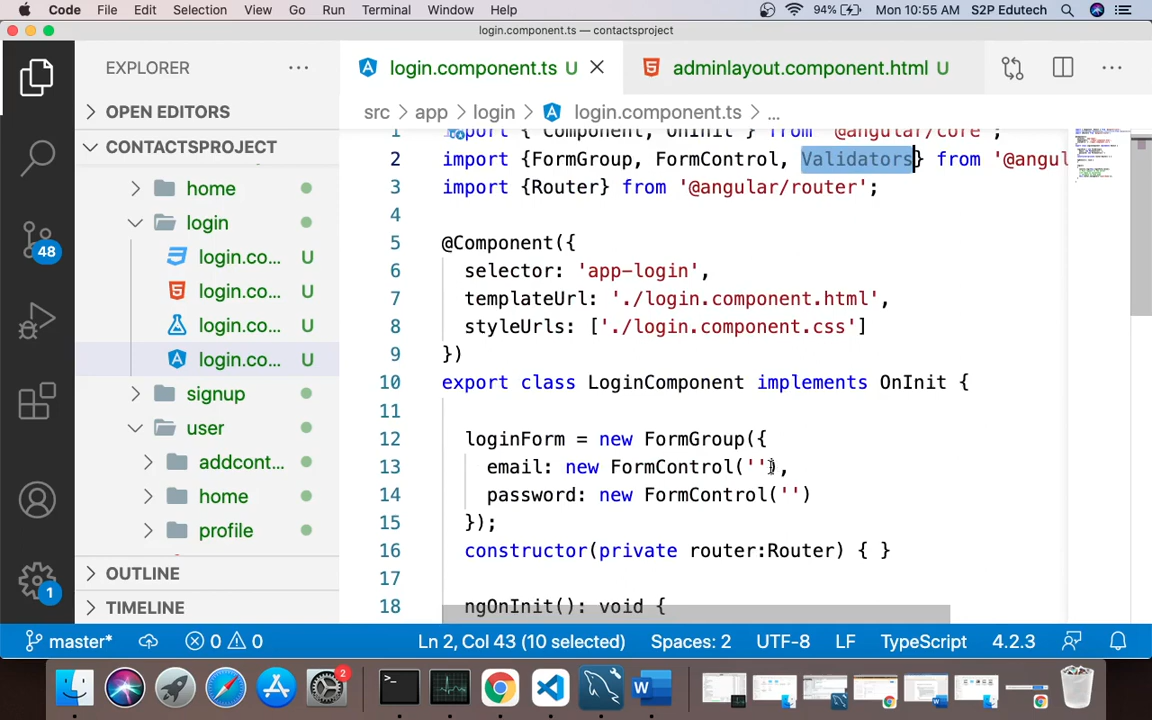 Code File Edit Selection View Go Run Terminal Window Help 94% Mon 10:55 AM S2P Edutech
login.component.ts — contactsproject
EXPLORER ...
login.component.ts U
adminlayout.component.html U ...
OPEN EDITORS
src > app > login > login.component.ts > ...
CONTACTSPROJECT
1 import { Component, OnInit } from '@angular/core';
home
2 import {FormGroup, FormControl, Validators} from '@angul
3 import {Router} from '@angular/router';
login
4
5 @Component({
login.co... U
6 selector: 'app-login',
login.co... U
7 templateUrl: './login.component.html',
login.co... U
8 styleUrls: ['./login.component.css']
9 })
login.co... U
10 export class LoginComponent implements OnInit {
signup
11
user
12 loginForm = new FormGroup({
addcont...
13 email: new FormControl(''),
home
14 password: new FormControl('')
15 });
profile
16 constructor(private router:Router) { }
OUTLINE
17
TIMELINE
18 ngOnInit(): void {
48
1
master* 0 0 Ln 2, Col 43 (10 selected) Spaces: 2 UTF-8 LF TypeScript 4.2.3
2